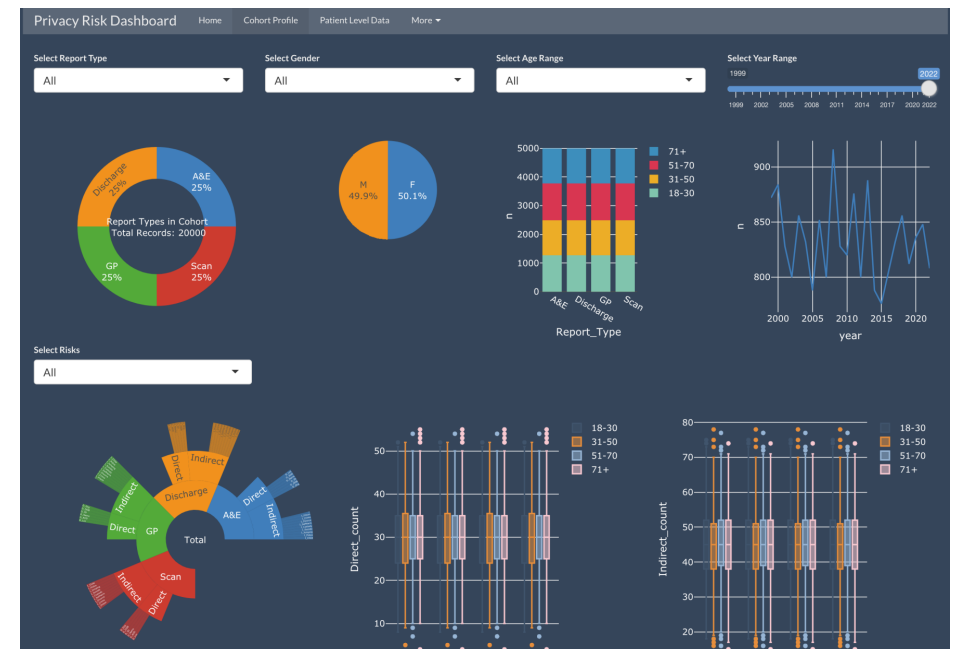 Privacy Risk Dashboard Home Cohort Profile Patient Level Data More
Select Report Type Select Gender Select Age Range Select Year Range
All All All
1999 2022
1999 2002 2005 2008 2011 2014 2017 2020 2022
Discharge
25%
A&E
25%
Report Types in Cohort
Total Records: 20000
GP
25%
Scan
25%
M
49.9%
F
50.1%
5000
4000
3000
2000
1000
0
n
A&E Discharge GP Scan
Report_Type
71+
51-70
31-50
18-30
900
850
800
n
2000 2005 2010 2015 2020
year
Select Risks
All
Total
Discharge
Direct
Indirect
A&E
Direct
Indirect
GP
Indirect
Direct
Scan
Indirect
Direct
50
40
30
20
10
Direct_count
18-30
31-50
51-70
71+
80
70
60
50
40
30
20
Indirect_count
18-30
31-50
51-70
71+